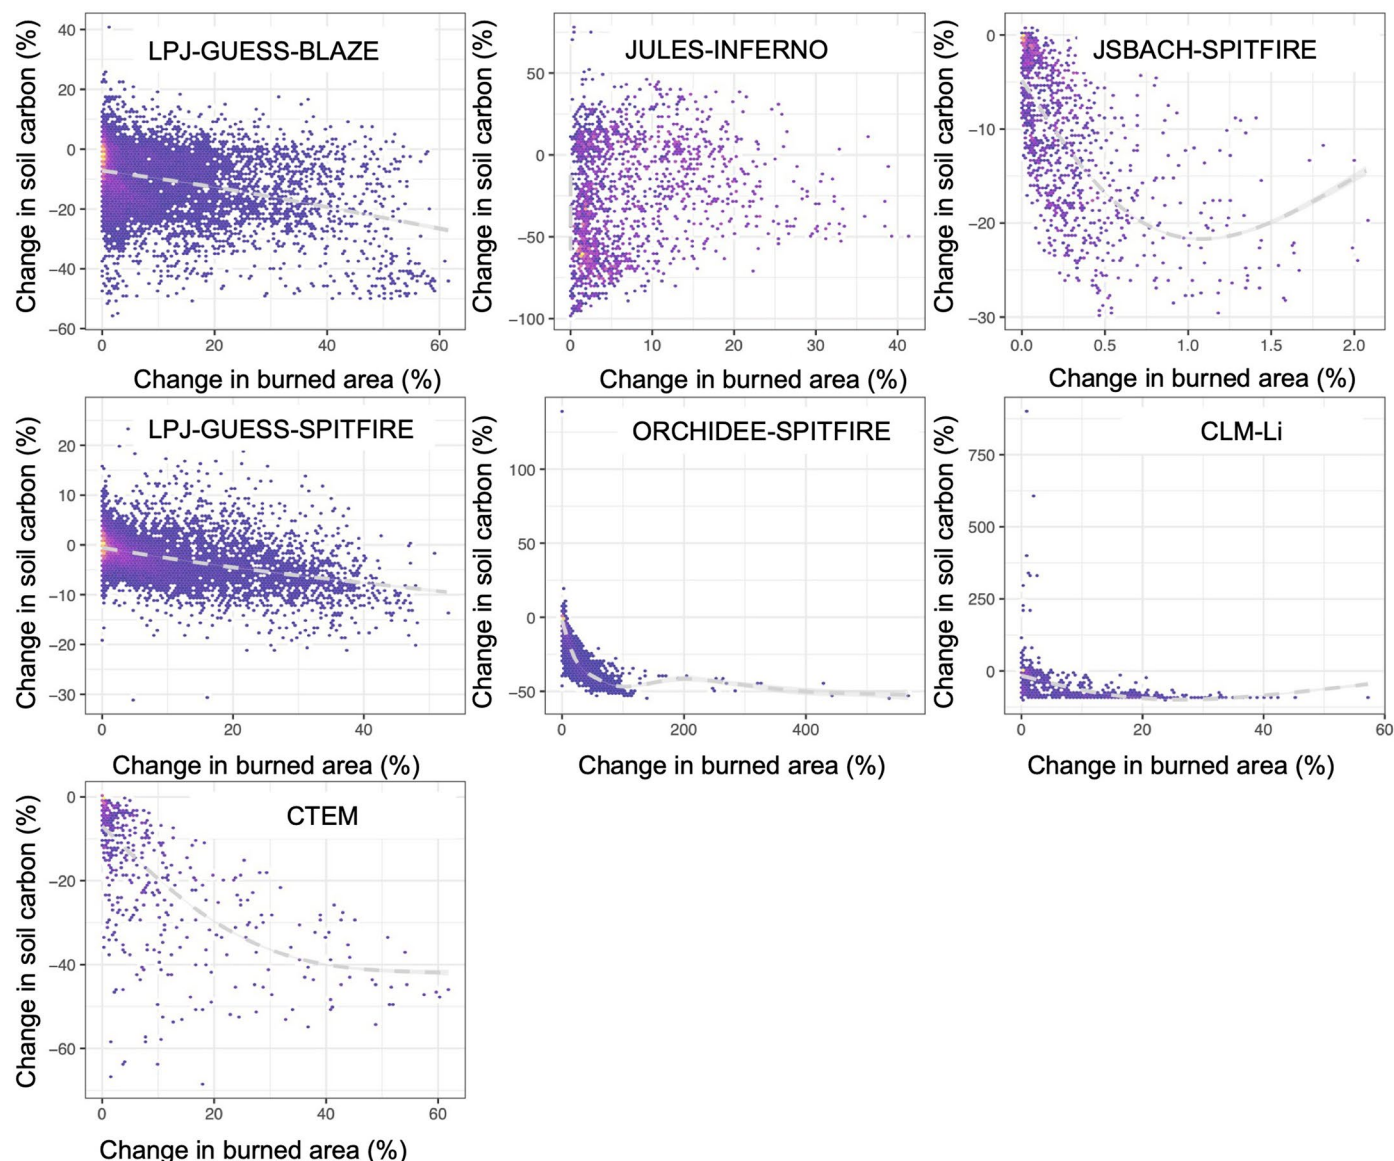 LPJ-GUESS-BLAZE
Change in soil carbon (%)
40
20
0
−20
−40
−60
0 20 40 60
Change in burned area (%)
JULES-INFERNO
Change in soil carbon (%)
50
0
−50
−100
0 10 20 30 40
Change in burned area (%)
JSBACH-SPITFIRE
Change in soil carbon (%)
0
−10
−20
−30
0.0 0.5 1.0 1.5 2.0
Change in burned area (%)
LPJ-GUESS-SPITFIRE
Change in soil carbon (%)
20
10
0
−10
−20
−30
0 20 40
Change in burned area (%)
ORCHIDEE-SPITFIRE
Change in soil carbon (%)
100
50
0
−50
0 200 400
Change in burned area (%)
CLM-Li
Change in soil carbon (%)
750
500
250
0
0 20 40 60
Change in burned area (%)
CTEM
Change in soil carbon (%)
0
−20
−40
−60
0 20 40 60
Change in burned area (%)